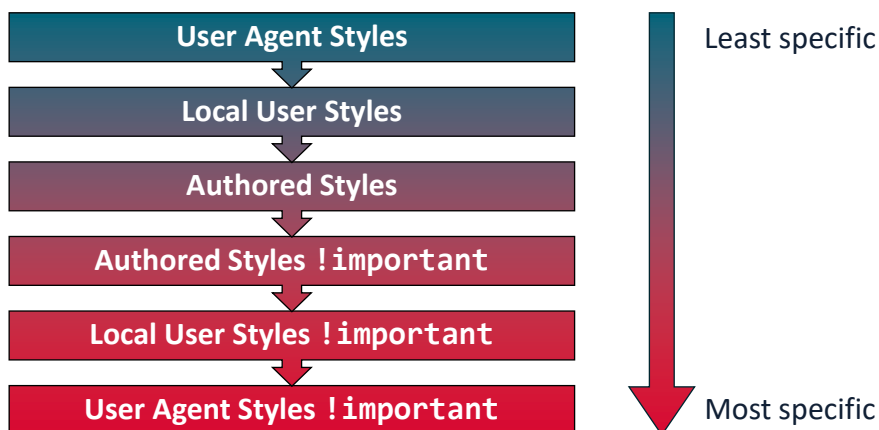 User Agent Styles
Least specific
Local User Styles
Authored Styles
Authored Styles !important
Local User Styles !important
User Agent Styles !important
Most specific